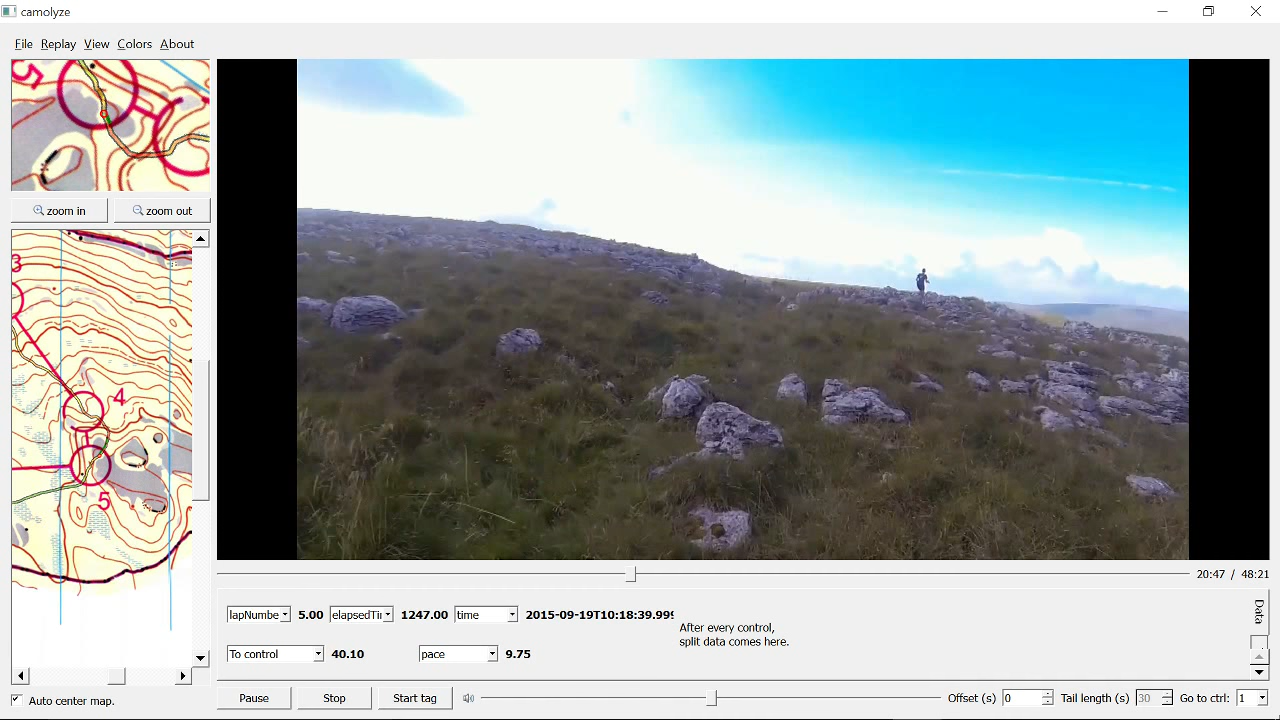 camolyze
File Replay View Colors About
5
zoom in zoom out
3
4
5
20:47 / 48:21
lapNumbe 5.00 elapsedTi 1247.00 time 2015-09-19T10:18:39.999
After every control,
split data comes here.
Data
To control 40.10 pace 9.75
Auto center map.
Pause Stop Start tag Offset (s) 0 Tail length (s) 30 Go to ctrl: 1